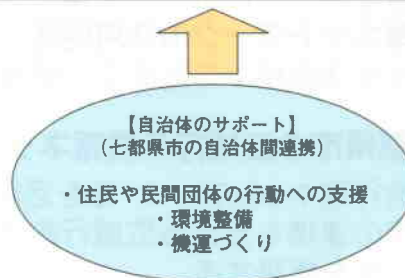 【自治体のサポート】
（七都県市の自治体間連携）
・住民や民間団体の行動への支援
・環境整備
・機運づくり